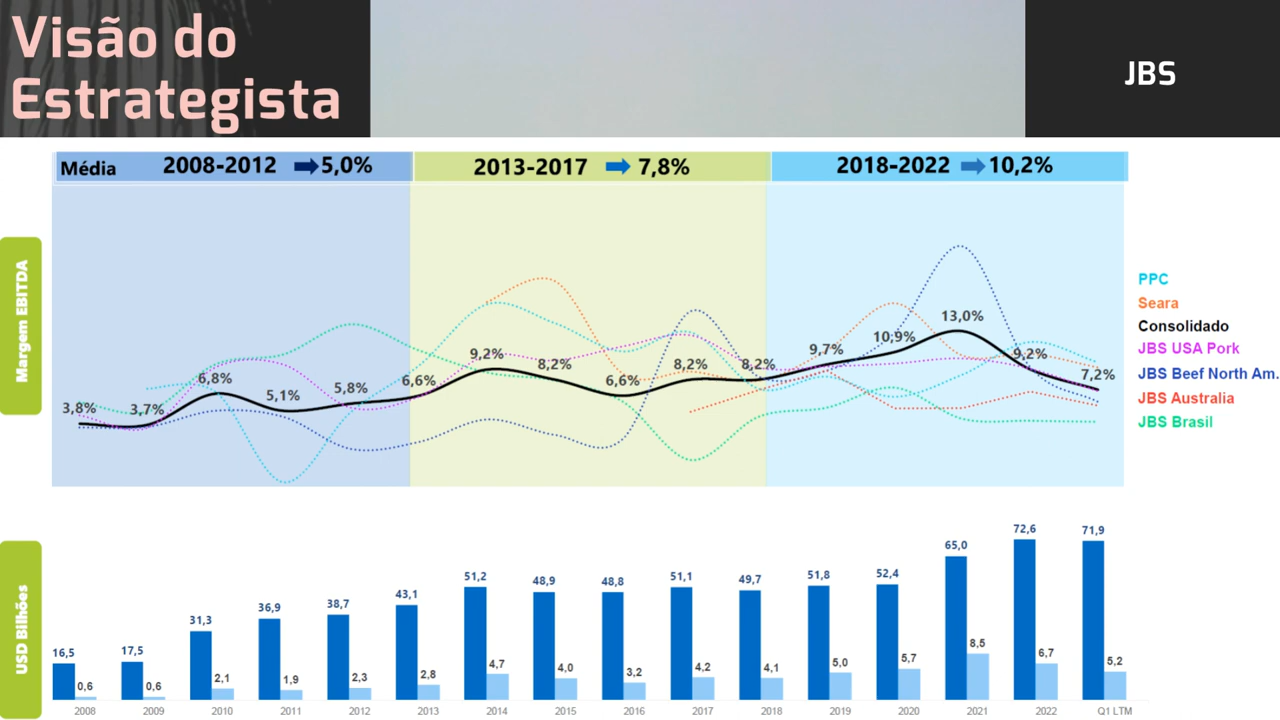 Visão do
Estrategista
JBS
Média 2008-2012 5,0% 2013-2017 7,8% 2018-2022 10,2%
Margem EBITDA
3,8% 3,7% 6,8% 5,1% 5,8% 6,6% 9,2% 8,2% 6,6% 8,2% 8,2% 9,7% 10,9% 13,0% 9,2% 7,2%
PPC
Seara
Consolidado
JBS USA Pork
JBS Beef North Am.
JBS Australia
JBS Brasil
USD Bilhões
16,5 17,5 31,3 36,9 38,7 43,1 51,2 48,9 48,8 51,1 49,7 51,8 52,4 65,0 72,6 71,9
0,6 0,6 2,1 1,9 2,3 2,8 4,7 4,0 3,2 4,2 4,1 5,0 5,7 8,5 6,7 5,2
2008 2009 2010 2011 2012 2013 2014 2015 2016 2017 2018 2019 2020 2021 2022 Q1 LTM